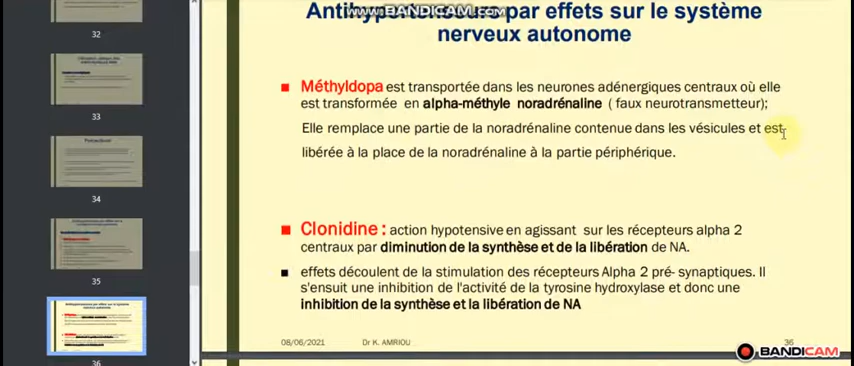 32
33
34
35
36
Antihypertenseurs par effets sur le système
www.BANDICAM.com
nerveux autonome
Méthyldopa est transportée dans les neurones adénergiques centraux où elle
est transformée en alpha-méthyle noradrénaline ( faux neurotransmetteur);
Elle remplace une partie de la noradrénaline contenue dans les vésicules et est
libérée à la place de la noradrénaline à la partie périphérique.
Clonidine : action hypotensive en agissant sur les récepteurs alpha 2
centraux par diminution de la synthèse et de la libération de NA.
effets découlent de la stimulation des récepteurs Alpha 2 pré- synaptiques. Il
s'ensuit une inhibition de l'activité de la tyrosine hydroxylase et donc une
inhibition de la synthèse et la libération de NA
08/06/2021 Dr K. AMRIOU 36
BANDICAM